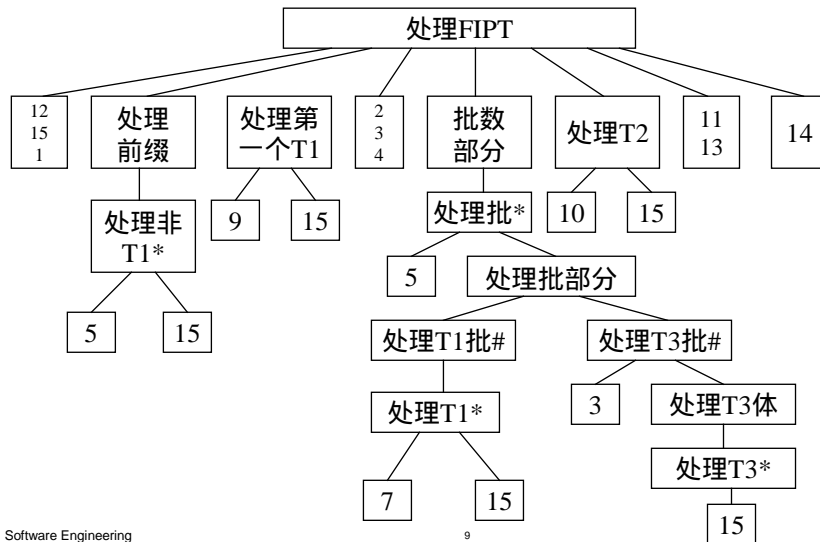 处理FIPT
12
15
1
处理
前缀
处理第
一个T1
2
3
4
批数
部分
处理T2
11
13
14
处理非
T1*
9
15
处理批*
10
15
5
15
5
处理批部分
处理T1批#
处理T3批#
处理T1*
3
处理T3体
7
15
处理T3*
15
Software Engineering
9